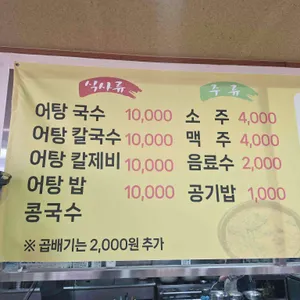 식사류
어탕 국수 10,000
어탕 칼국수 10,000
어탕 칼제비 10,000
어탕 밥 10,000
콩국수
주류
소 주 4,000
맥 주 4,000
음료수 2,000
공기밥 1,000
※ 곱배기는 2,000원 추가